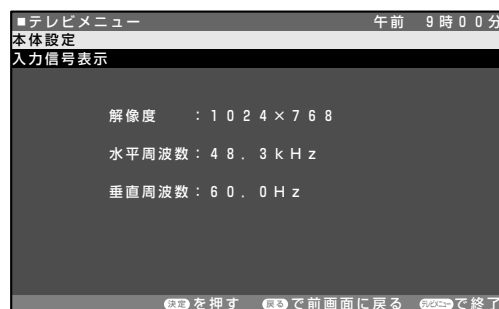 ■テレビメニュー 午前 9時00分
本体設定
入力信号表示
解像度 :1024×768
水平周波数:48.3kHz
垂直周波数:60.0Hz
決定を押す 戻るで前画面に戻る テレビメニューで終了